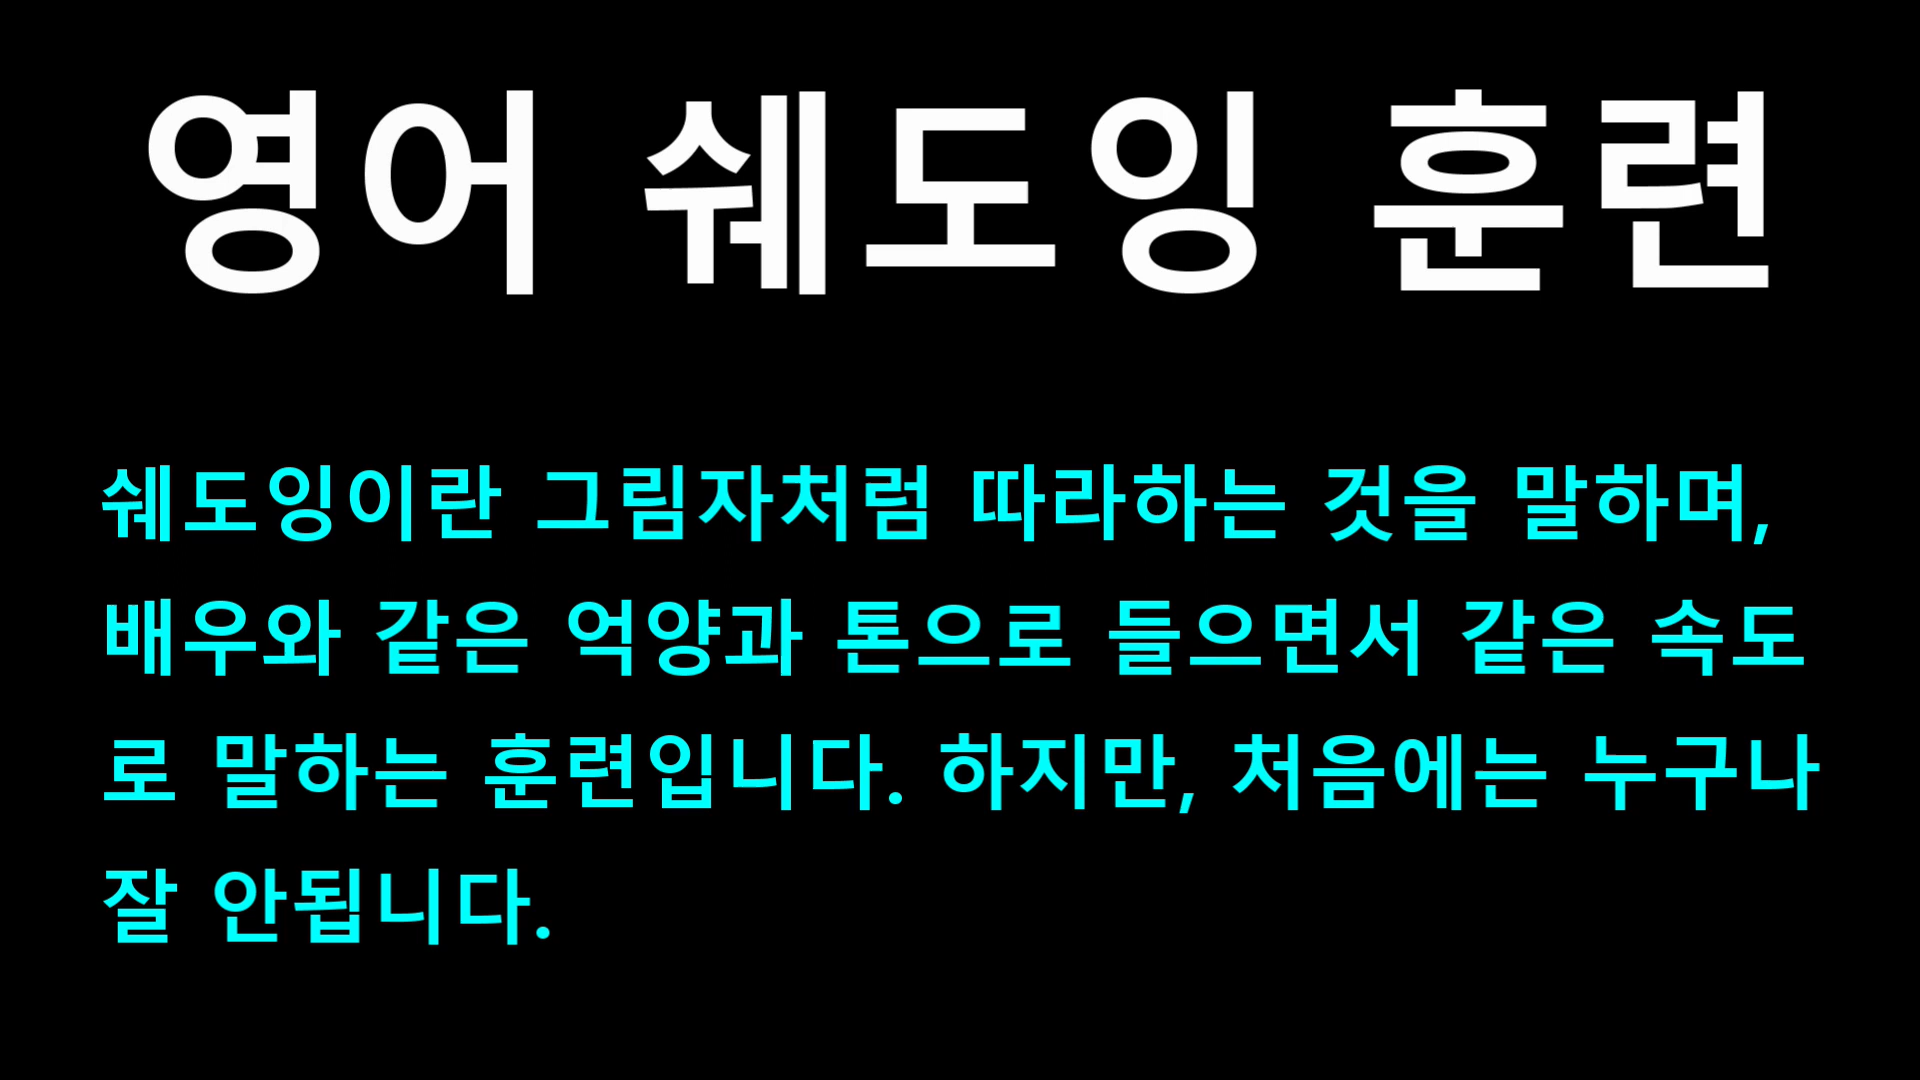 영어 쉐도잉 훈련
쉐도잉이란 그림자처럼 따라하는 것을 말하며,
배우와 같은 억양과 톤으로 들으면서 같은 속도
로 말하는 훈련입니다. 하지만, 처음에는 누구나
잘 안됩니다.